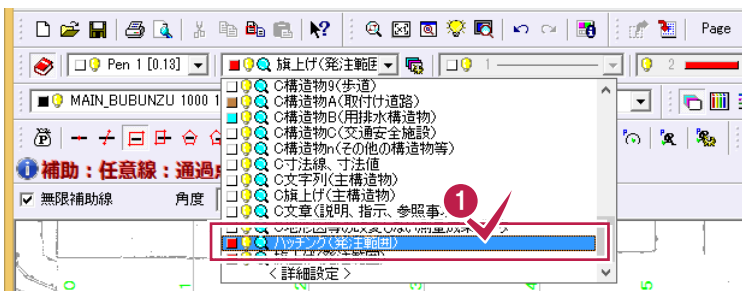 Page
Pen 1 [0.13] 旗上げ(発注範囲 1 2
MAIN_BUBUNZU 1000 1
C構造物9(歩道)
C構造物A(取付け道路)
C構造物B(用排水構造物)
C構造物C(交通安全施設)
C構造物n(その他の構造物等)
C寸法線、寸法値
C文字列(主構造物)
C旗上げ(主構造物)
C文章(説明、指示、参照事
1
ハッチング(発注範囲)
<詳細設定>
補助:任意線:通過
無限補助線 角度